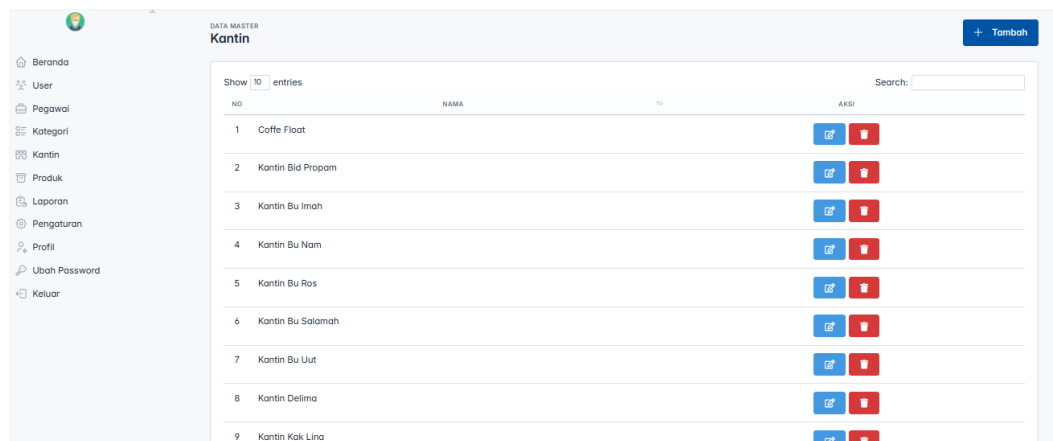 DATA MASTER
Kantin
+ Tambah
Beranda
User
Pegawai
Kategori
Kantin
Produk
Laporan
Pengaturan
Profil
Ubah Password
Keluar
Show 10 entries Search:
NO NAMA AKSI
1 Coffe Float
2 Kantin Bid Propam
3 Kantin Bu Imah
4 Kantin Bu Nam
5 Kantin Bu Ros
6 Kantin Bu Salamah
7 Kantin Bu Uut
8 Kantin Delima
9 Kantin Kak Ling